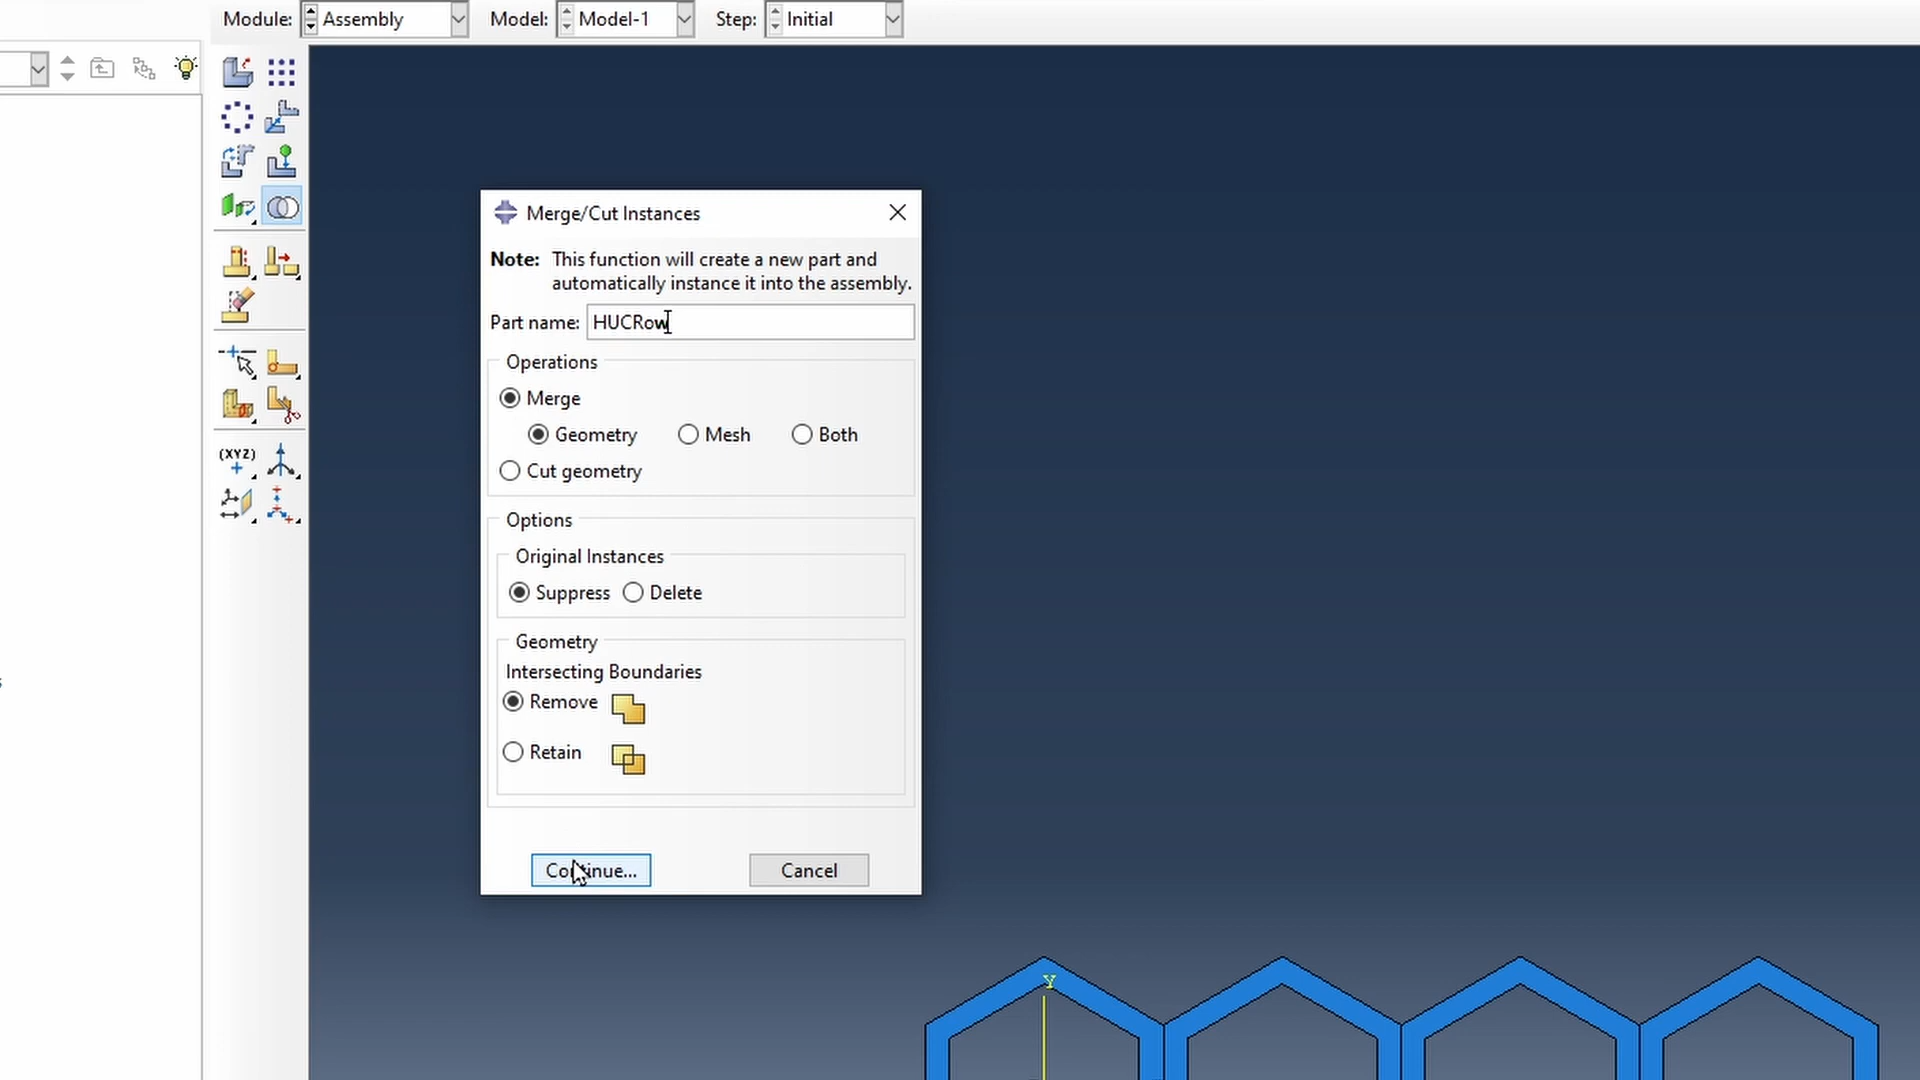 Module: Assembly Model: Model-1 Step: Initial
Merge/Cut Instances
Note: This function will create a new part and
automatically instance it into the assembly.
Part name: HUCRow
Operations
Merge
Geometry Mesh Both
Cut geometry
Options
Original Instances
Suppress Delete
Geometry
Intersecting Boundaries
Remove
Retain
Continue... Cancel
(XYZ)
Y